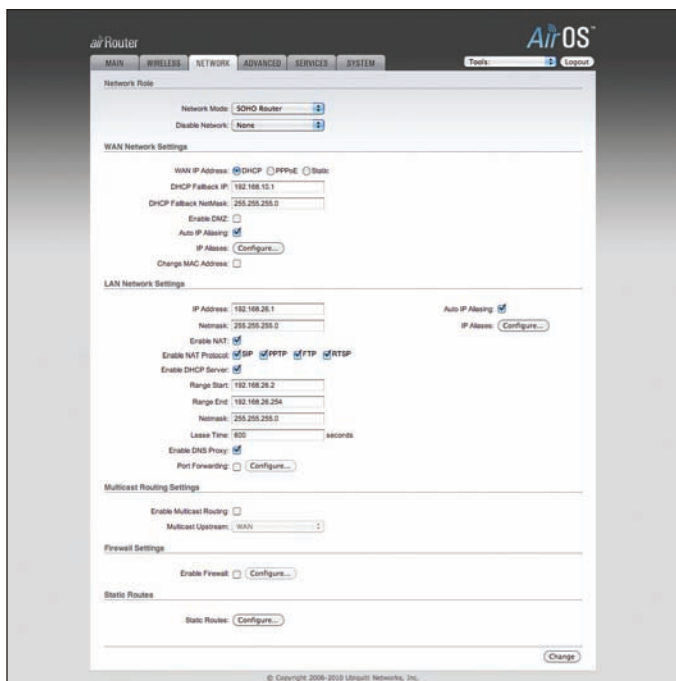 airRouter
AirOS™
MAIN WIRELESS NETWORK ADVANCED SERVICES SYSTEM Tools: Logout
Network Role
Network Mode: SOHO Router
Disable Network: None
WAN Network Settings
WAN IP Address: DHCP PPPoE Static
DHCP Fallback IP: 192.168.10.1
DHCP Fallback NetMask: 255.255.255.0
Enable DMZ:
Auto IP Aliasing:
IP Aliases: Configure...
Change MAC Address:
LAN Network Settings
IP Address: 192.168.26.1 Auto IP Aliasing:
Netmask: 255.255.255.0 IP Aliases: Configure...
Enable NAT:
Enable NAT Protocol: SIP PPTP FTP RTSP
Enable DHCP Server:
Range Start: 192.168.26.2
Range End: 192.168.26.254
Netmask: 255.255.255.0
Lease Time: 600 seconds
Enable DNS Proxy:
Port Forwarding: Configure...
Multicast Routing Settings
Enable Multicast Routing:
Multicast Upstream: WAN
Firewall Settings
Enable Firewall: Configure...
Static Routes
Static Routes: Configure...
Change
© Copyright 2006-2010 Ubiquiti Networks, Inc.